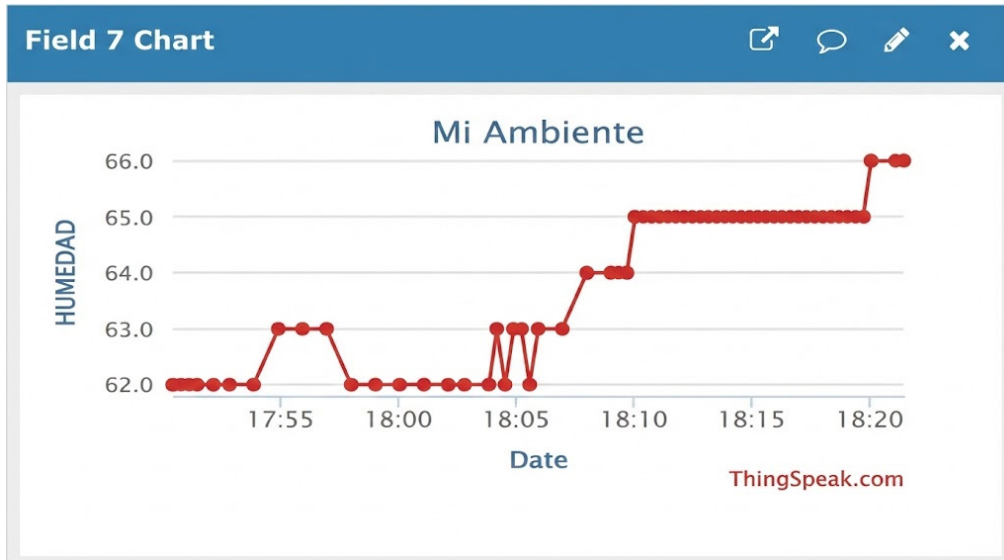 Field 7 Chart
Mi Ambiente
HUMEDAD
66.0
65.0
64.0
63.0
62.0
17:55 18:00 18:05 18:10 18:15 18:20
Date
ThingSpeak.com